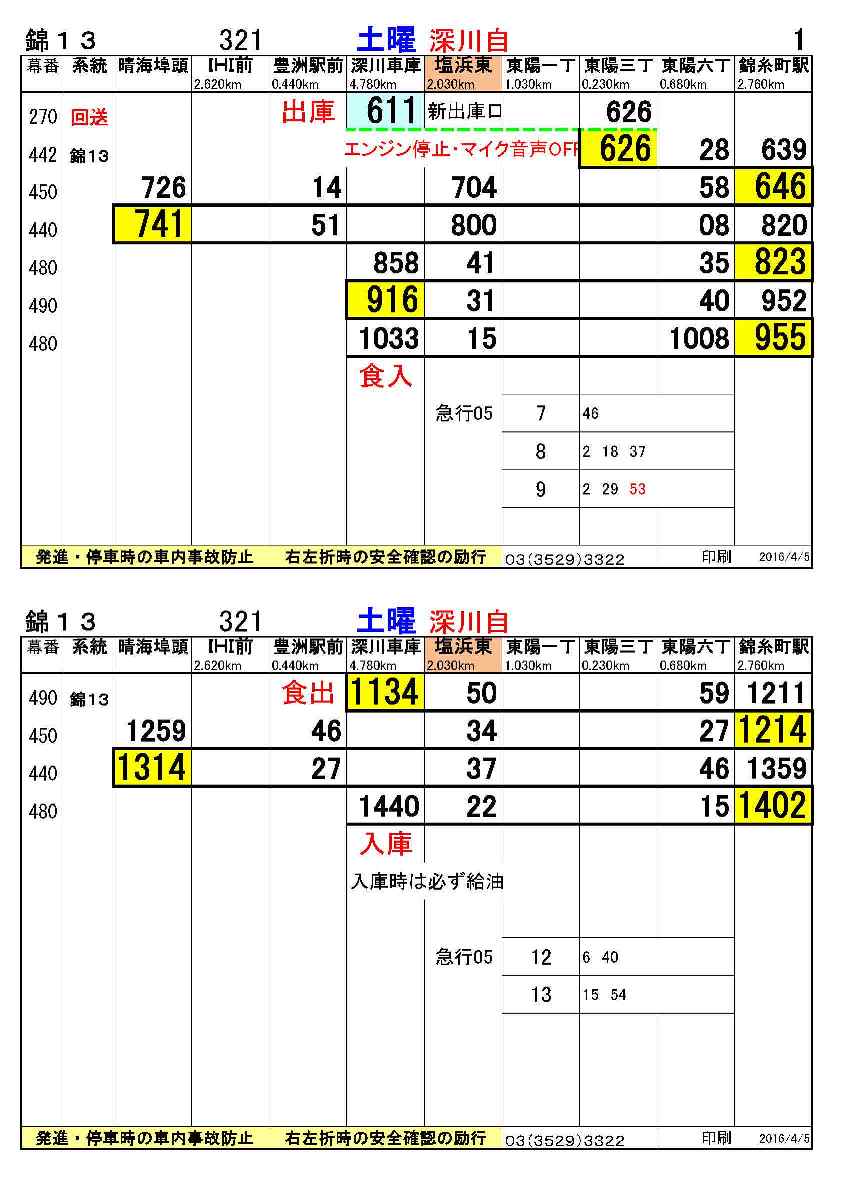 錦13 321 土曜 深川自 1
幕番 系統 晴海埠頭 IHI前 豊洲駅前 深川車庫 塩浜東 東陽一丁 東陽三丁 東陽六丁 錦糸町駅
2.620km 0.440km 4.780km 2.030km 1.030km 0.230km 0.680km 2.760km
270 回送 出庫 611 新出庫口 626
442 錦13 エンジン停止・マイク音声OFF 626 28 639
450 726 14 704 58 646
440 741 51 800 08 820
480 858 41 35 823
490 916 31 40 952
480 1033 15 1008 955
食入
急行05 7 46
8 2 18 37
9 2 29 53
発進・停車時の車内事故防止 右左折時の安全確認の励行 03(3529)3322 印刷 2016/4/5
錦13 321 土曜 深川自
幕番 系統 晴海埠頭 IHI前 豊洲駅前 深川車庫 塩浜東 東陽一丁 東陽三丁 東陽六丁 錦糸町駅
2.620km 0.440km 4.780km 2.030km 1.030km 0.230km 0.680km 2.760km
490 錦13 食出 1134 50 59 1211
450 1259 46 34 27 1214
440 1314 27 37 46 1359
480 1440 22 15 1402
入庫
入庫時は必ず給油
急行05 12 6 40
13 15 54
発進・停車時の車内事故防止 右左折時の安全確認の励行 03(3529)3322 印刷 2016/4/5